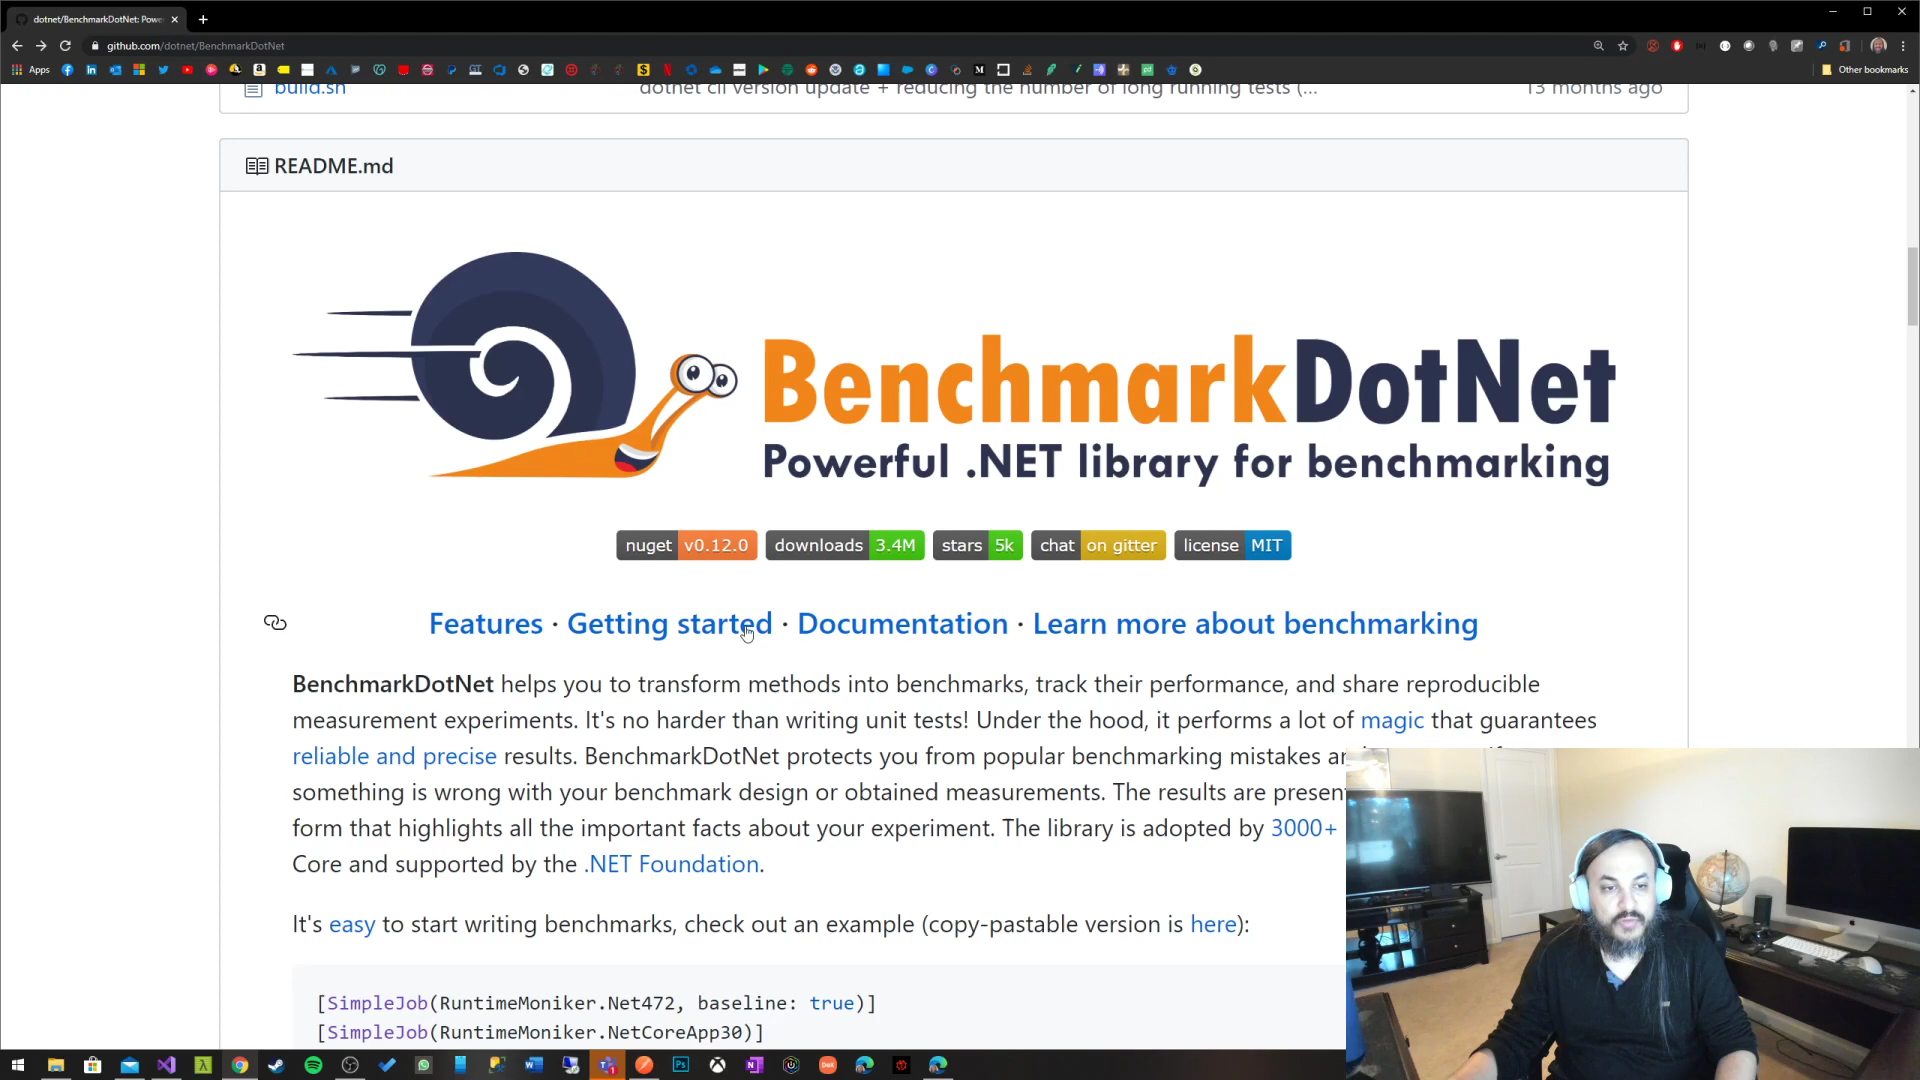 dotnet/BenchmarkDotNet: Powe
github.com/dotnet/BenchmarkDotNet
Apps
Other bookmarks
build.sh
dotnet cli version update + reducing the number of long running tests (...
13 months ago
README.md
BenchmarkDotNet
Powerful .NET library for benchmarking
nuget v0.12.0 downloads 3.4M stars 5k chat on gitter license MIT
Features · Getting started · Documentation · Learn more about benchmarking
BenchmarkDotNet helps you to transform methods into benchmarks, track their performance, and share reproducible
measurement experiments. It's no harder than writing unit tests! Under the hood, it performs a lot of magic that guarantees
reliable and precise results. BenchmarkDotNet protects you from popular benchmarking mistakes
something is wrong with your benchmark design or obtained measurements. The results are presen
form that highlights all the important facts about your experiment. The library is adopted by 3000+
Core and supported by the .NET Foundation.
It's easy to start writing benchmarks, check out an example (copy-pastable version is here):
[SimpleJob(RuntimeMoniker.Net472, baseline: true)]
[SimpleJob(RuntimeMoniker.NetCoreApp30)]